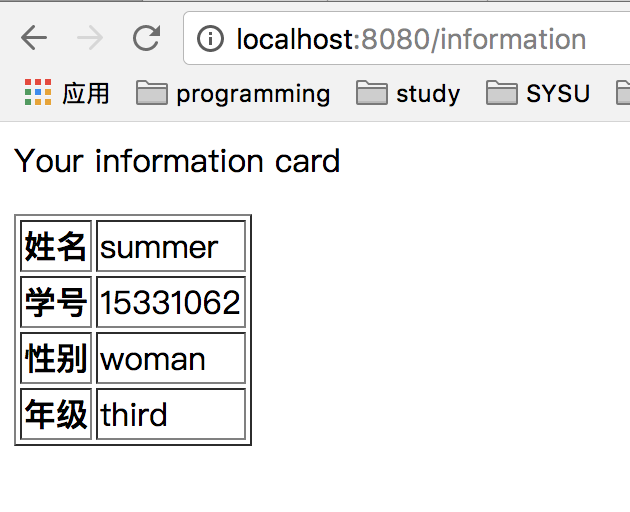 localhost:8080/information
应用 programming study SYSU
Your information card
姓名 summer
学号 15331062
性别 woman
年级 third